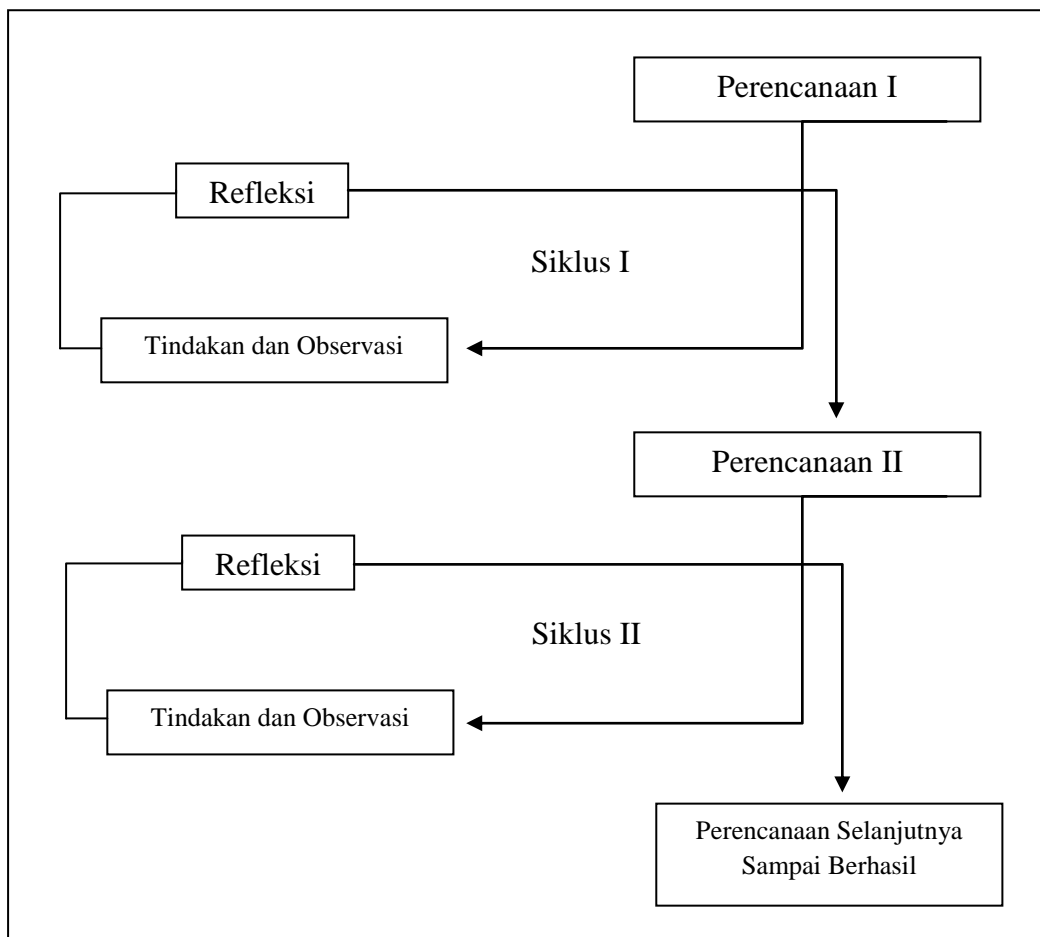 Perencanaan I
Refleksi
Siklus I
Tindakan dan Observasi
Perencanaan II
Refleksi
Siklus II
Tindakan dan Observasi
Perencanaan Selanjutnya
Sampai Berhasil